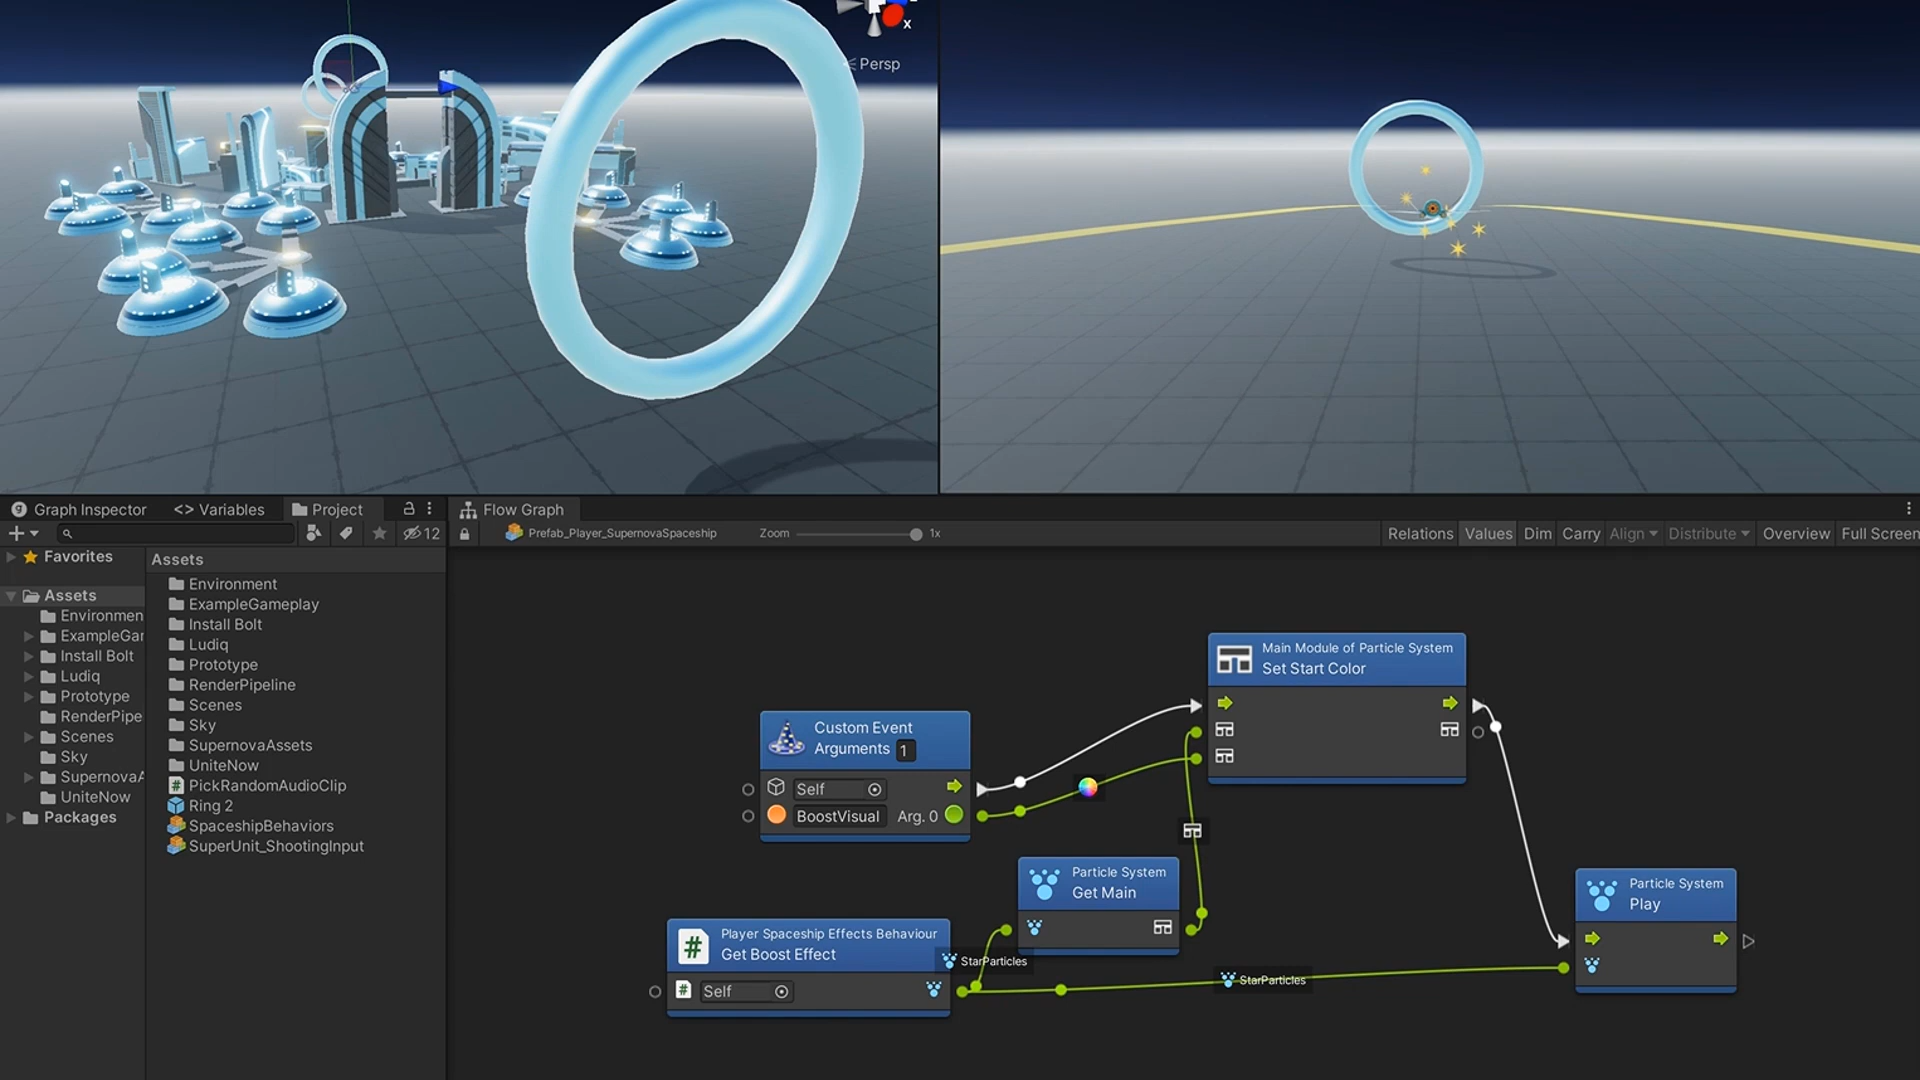 x
Persp
Graph Inspector
<> Variables
Project
12
Favorites
Assets
Environmen
ExampleGar
Install Bolt
Ludiq
Prototype
RenderPipe
Scenes
Sky
SupernovaA
UniteNow
Packages
Assets
Environment
ExampleGameplay
Install Bolt
Ludiq
Prototype
RenderPipeline
Scenes
Sky
SupernovaAssets
UniteNow
PickRandomAudioClip
Ring 2
SpaceshipBehaviors
SuperUnit_ShootingInput
Flow Graph
Prefab_Player_SupernovaSpaceship
Zoom
1x
Relations
Values
Dim
Carry
Align
Distribute
Overview
Full Screen
Main Module of Particle System
Set Start Color
Custom Event
Arguments 1
Self
BoostVisual Arg. 0
Particle System
Get Main
Player Spaceship Effects Behaviour
Get Boost Effect
Self
StarParticles
StarParticles
Particle System
Play